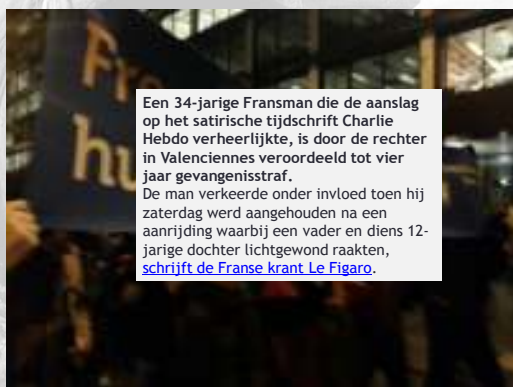 Fr
hu
Een 34-jarige Fransman die de aanslag
op het satirische tijdschrift Charlie
Hebdo verheerlijkte, is door de rechter
in Valenciennes veroordeeld tot vier
jaar gevangenisstraf.
De man verkeerde onder invloed toen hij
zaterdag werd aangehouden na een
aanrijding waarbij een vader en diens 12-
jarige dochter lichtgewond raakten,
schrijft de Franse krant Le Figaro.